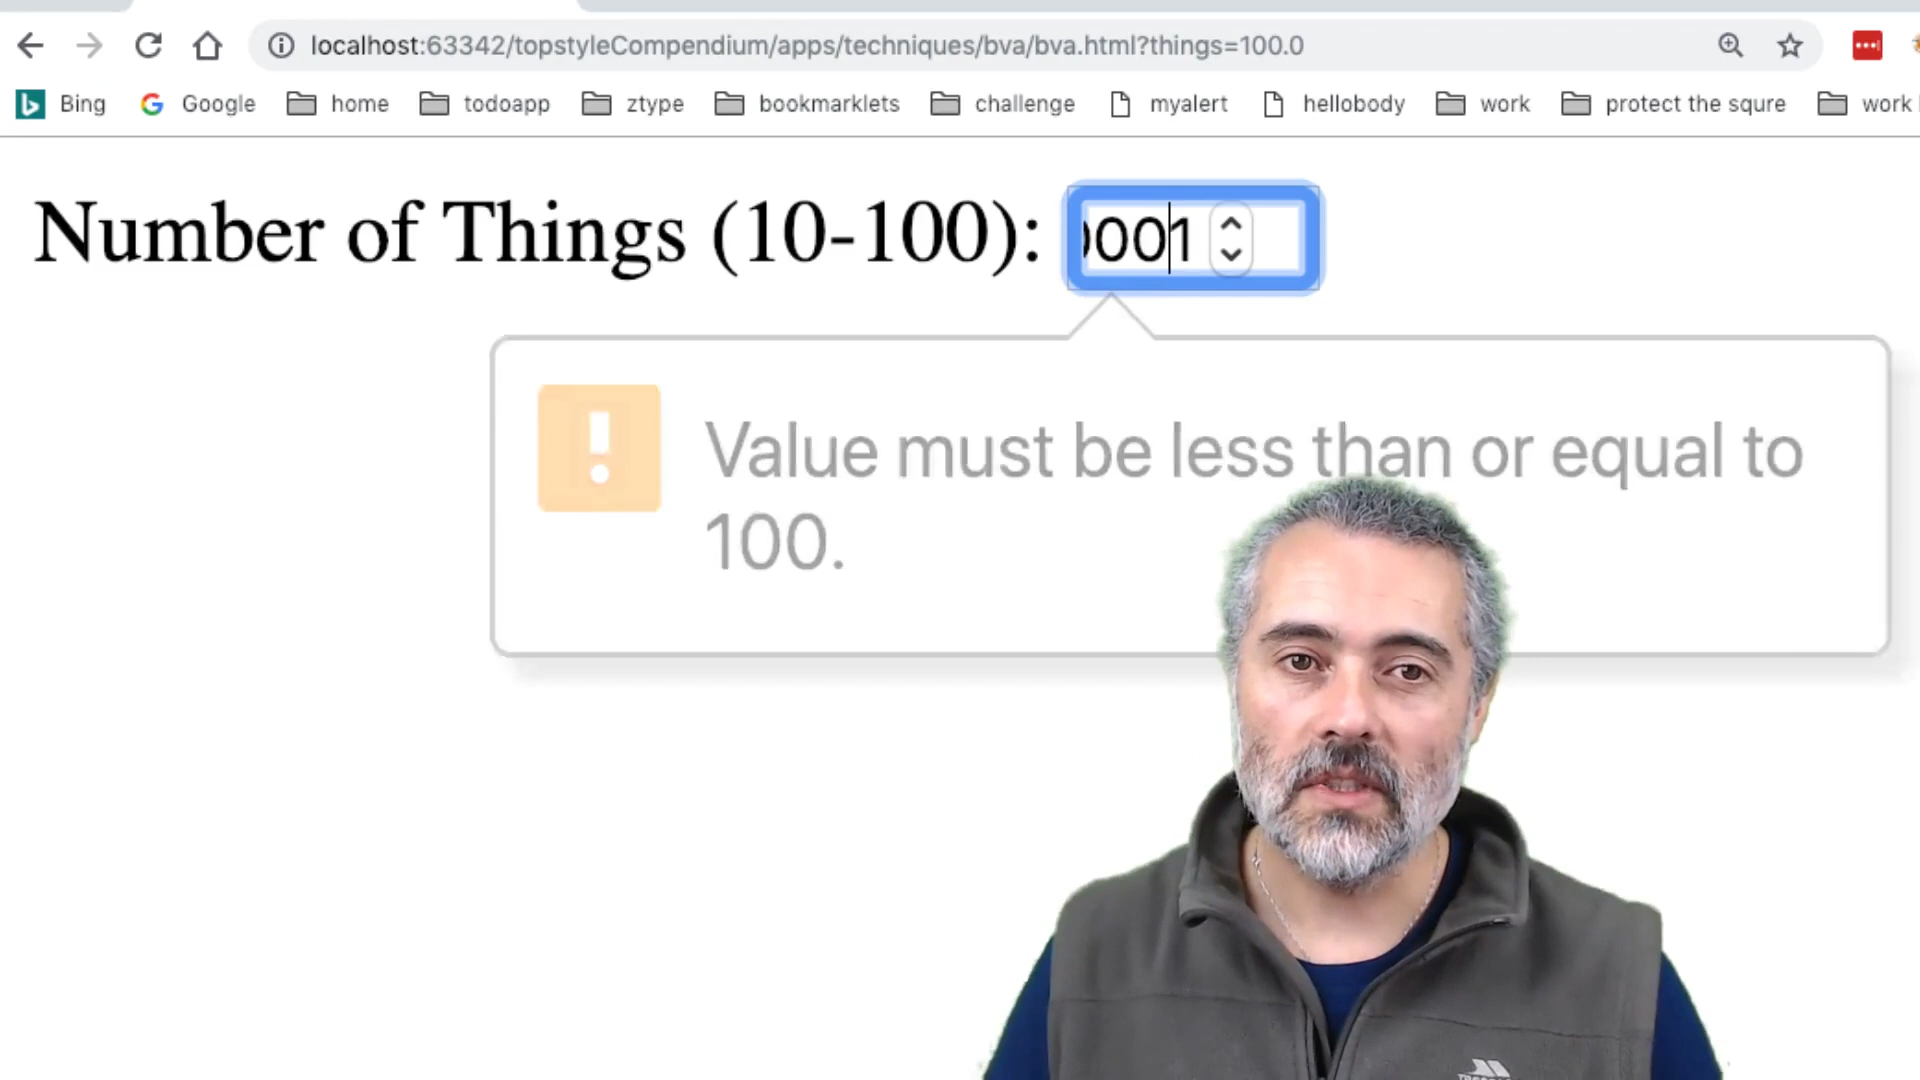 localhost:63342/topstyleCompendium/apps/techniques/bva/bva.html?things=100.0
Bing Google home todoapp ztype bookmarklets challenge myalert hellobody work protect the squre work
Number of Things (10-100): 0001
Value must be less than or equal to
100.